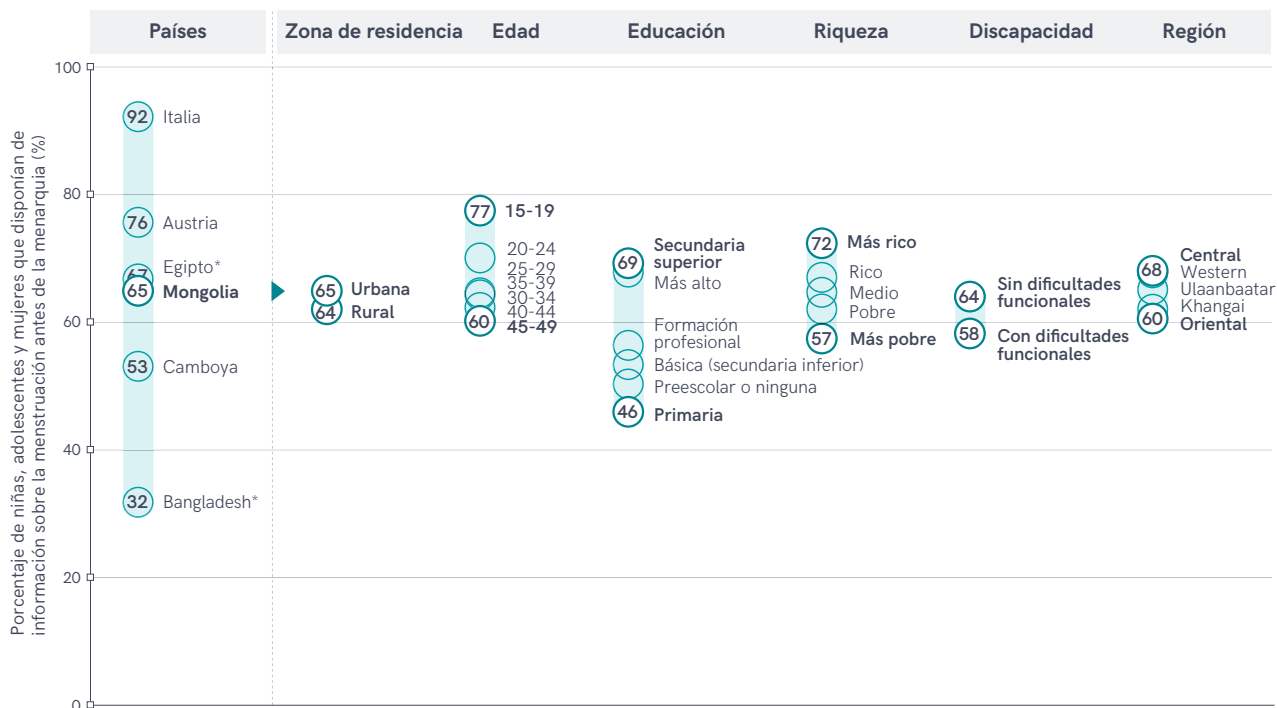 Países
Zona de residencia
Edad
Educación
Riqueza
Discapacidad
Región
Porcentaje de niñas, adolescentes y mujeres que disponían de
información sobre la menstruación antes de la menarquia (%)
100
80
60
40
20
0
92 Italia
76 Austria
67 Egipto*
65 Mongolia
53 Camboya
32 Bangladesh*
65 Urbana
64 Rural
77 15-19
20-24
25-29
35-39
30-34
40-44
60 45-49
69 Secundaria
superior
Más alto
Formación
profesional
Básica (secundaria inferior)
Preescolar o ninguna
46 Primaria
72 Más rico
Rico
Medio
Pobre
57 Más pobre
64 Sin dificultades
funcionales
58 Con dificultades
funcionales
68 Central
Western
Ulaanbaatar
Khangai
60 Oriental